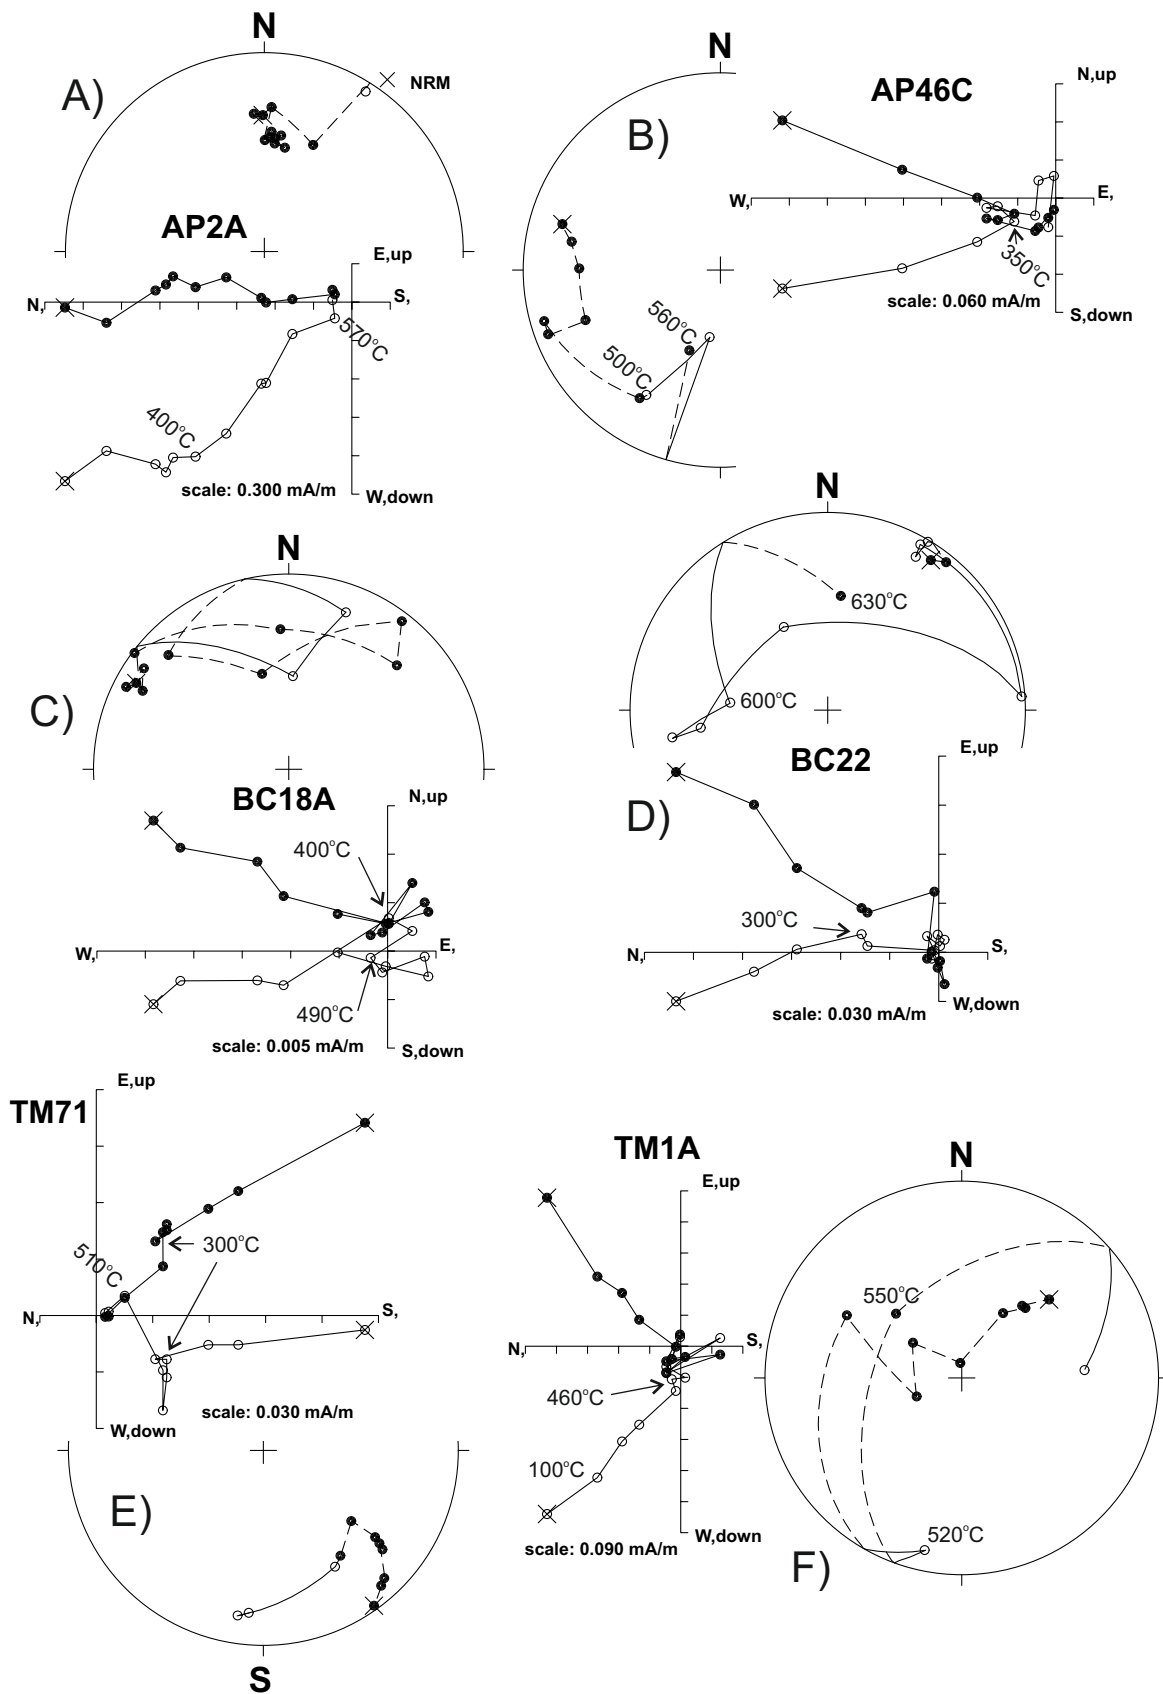 N
A)
NRM
AP2A
E,up
N,
S,
570°C
400°C
scale: 0.300 mA/m
W,down
N
AP46C
B)
N,up
W,
E,
350°C
560°C
500°C
scale: 0.060 mA/m
S,down
N
C)
BC18A
N,up
400°C
W,
E,
490°C
scale: 0.005 mA/m
S,down
N
630°C
600°C
BC22
E,up
D)
300°C
N,
S,
W,down
scale: 0.030 mA/m
E,up
TM71
510°C
300°C
N,
S,
scale: 0.030 mA/m
W,down
E)
S
TM1A
N
E,up
N,
S,
550°C
460°C
100°C
W,down
scale: 0.090 mA/m
520°C
F)